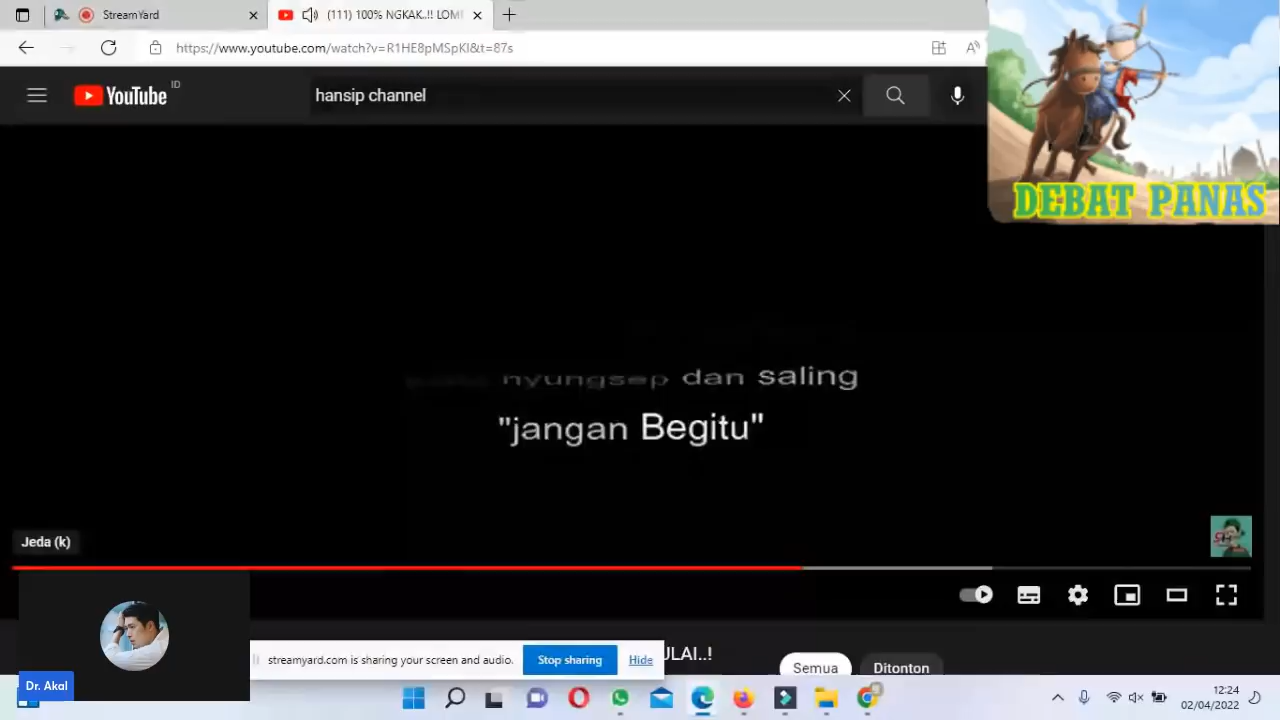 StreamYard
(111) 100% NGKAK..!! LOM
https://www.youtube.com/watch?v=R1HE8pMSpKI&t=87s
YouTube ID
hansip channel
DEBAT PANAS
nyungsep dan saling
"jangan Begitu"
Jeda (k)
streamyard.com is sharing your screen and audio.
Stop sharing
Hide
ULAI..!
Semua
Ditonton
Dr. Akal
12:24
02/04/2022